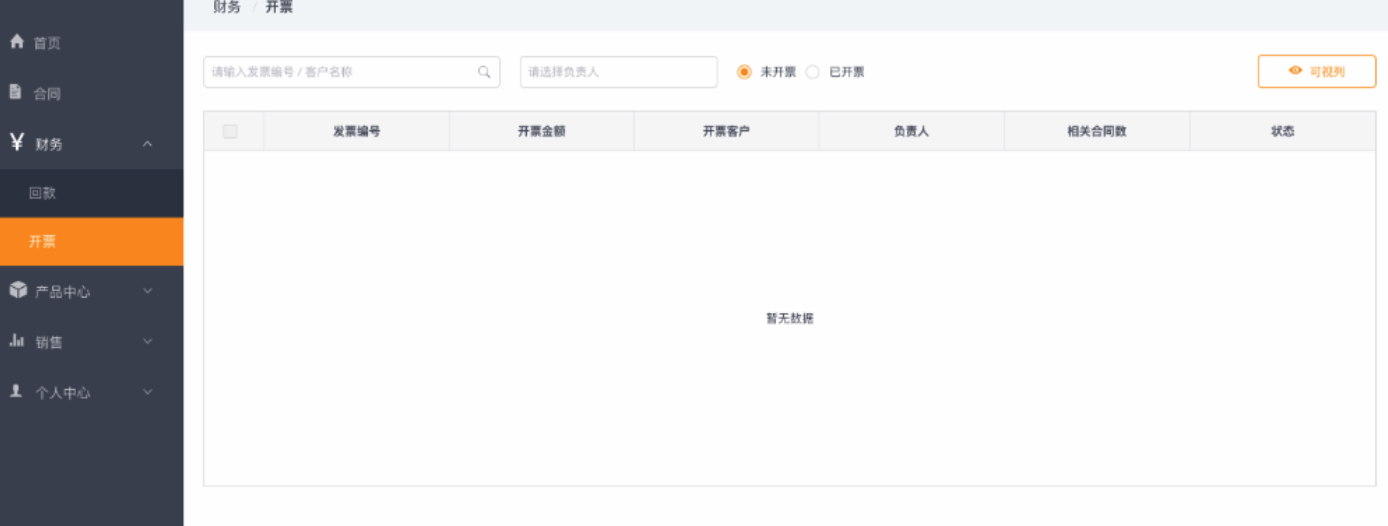 财务 / 开票
首页
合同
¥ 财务
回款
开票
产品中心
销售
个人中心
请输入发票编号 / 客户名称
请选择负责人
未开票 已开票
可视列
发票编号 开票金额 开票客户 负责人 相关合同数 状态
暂无数据